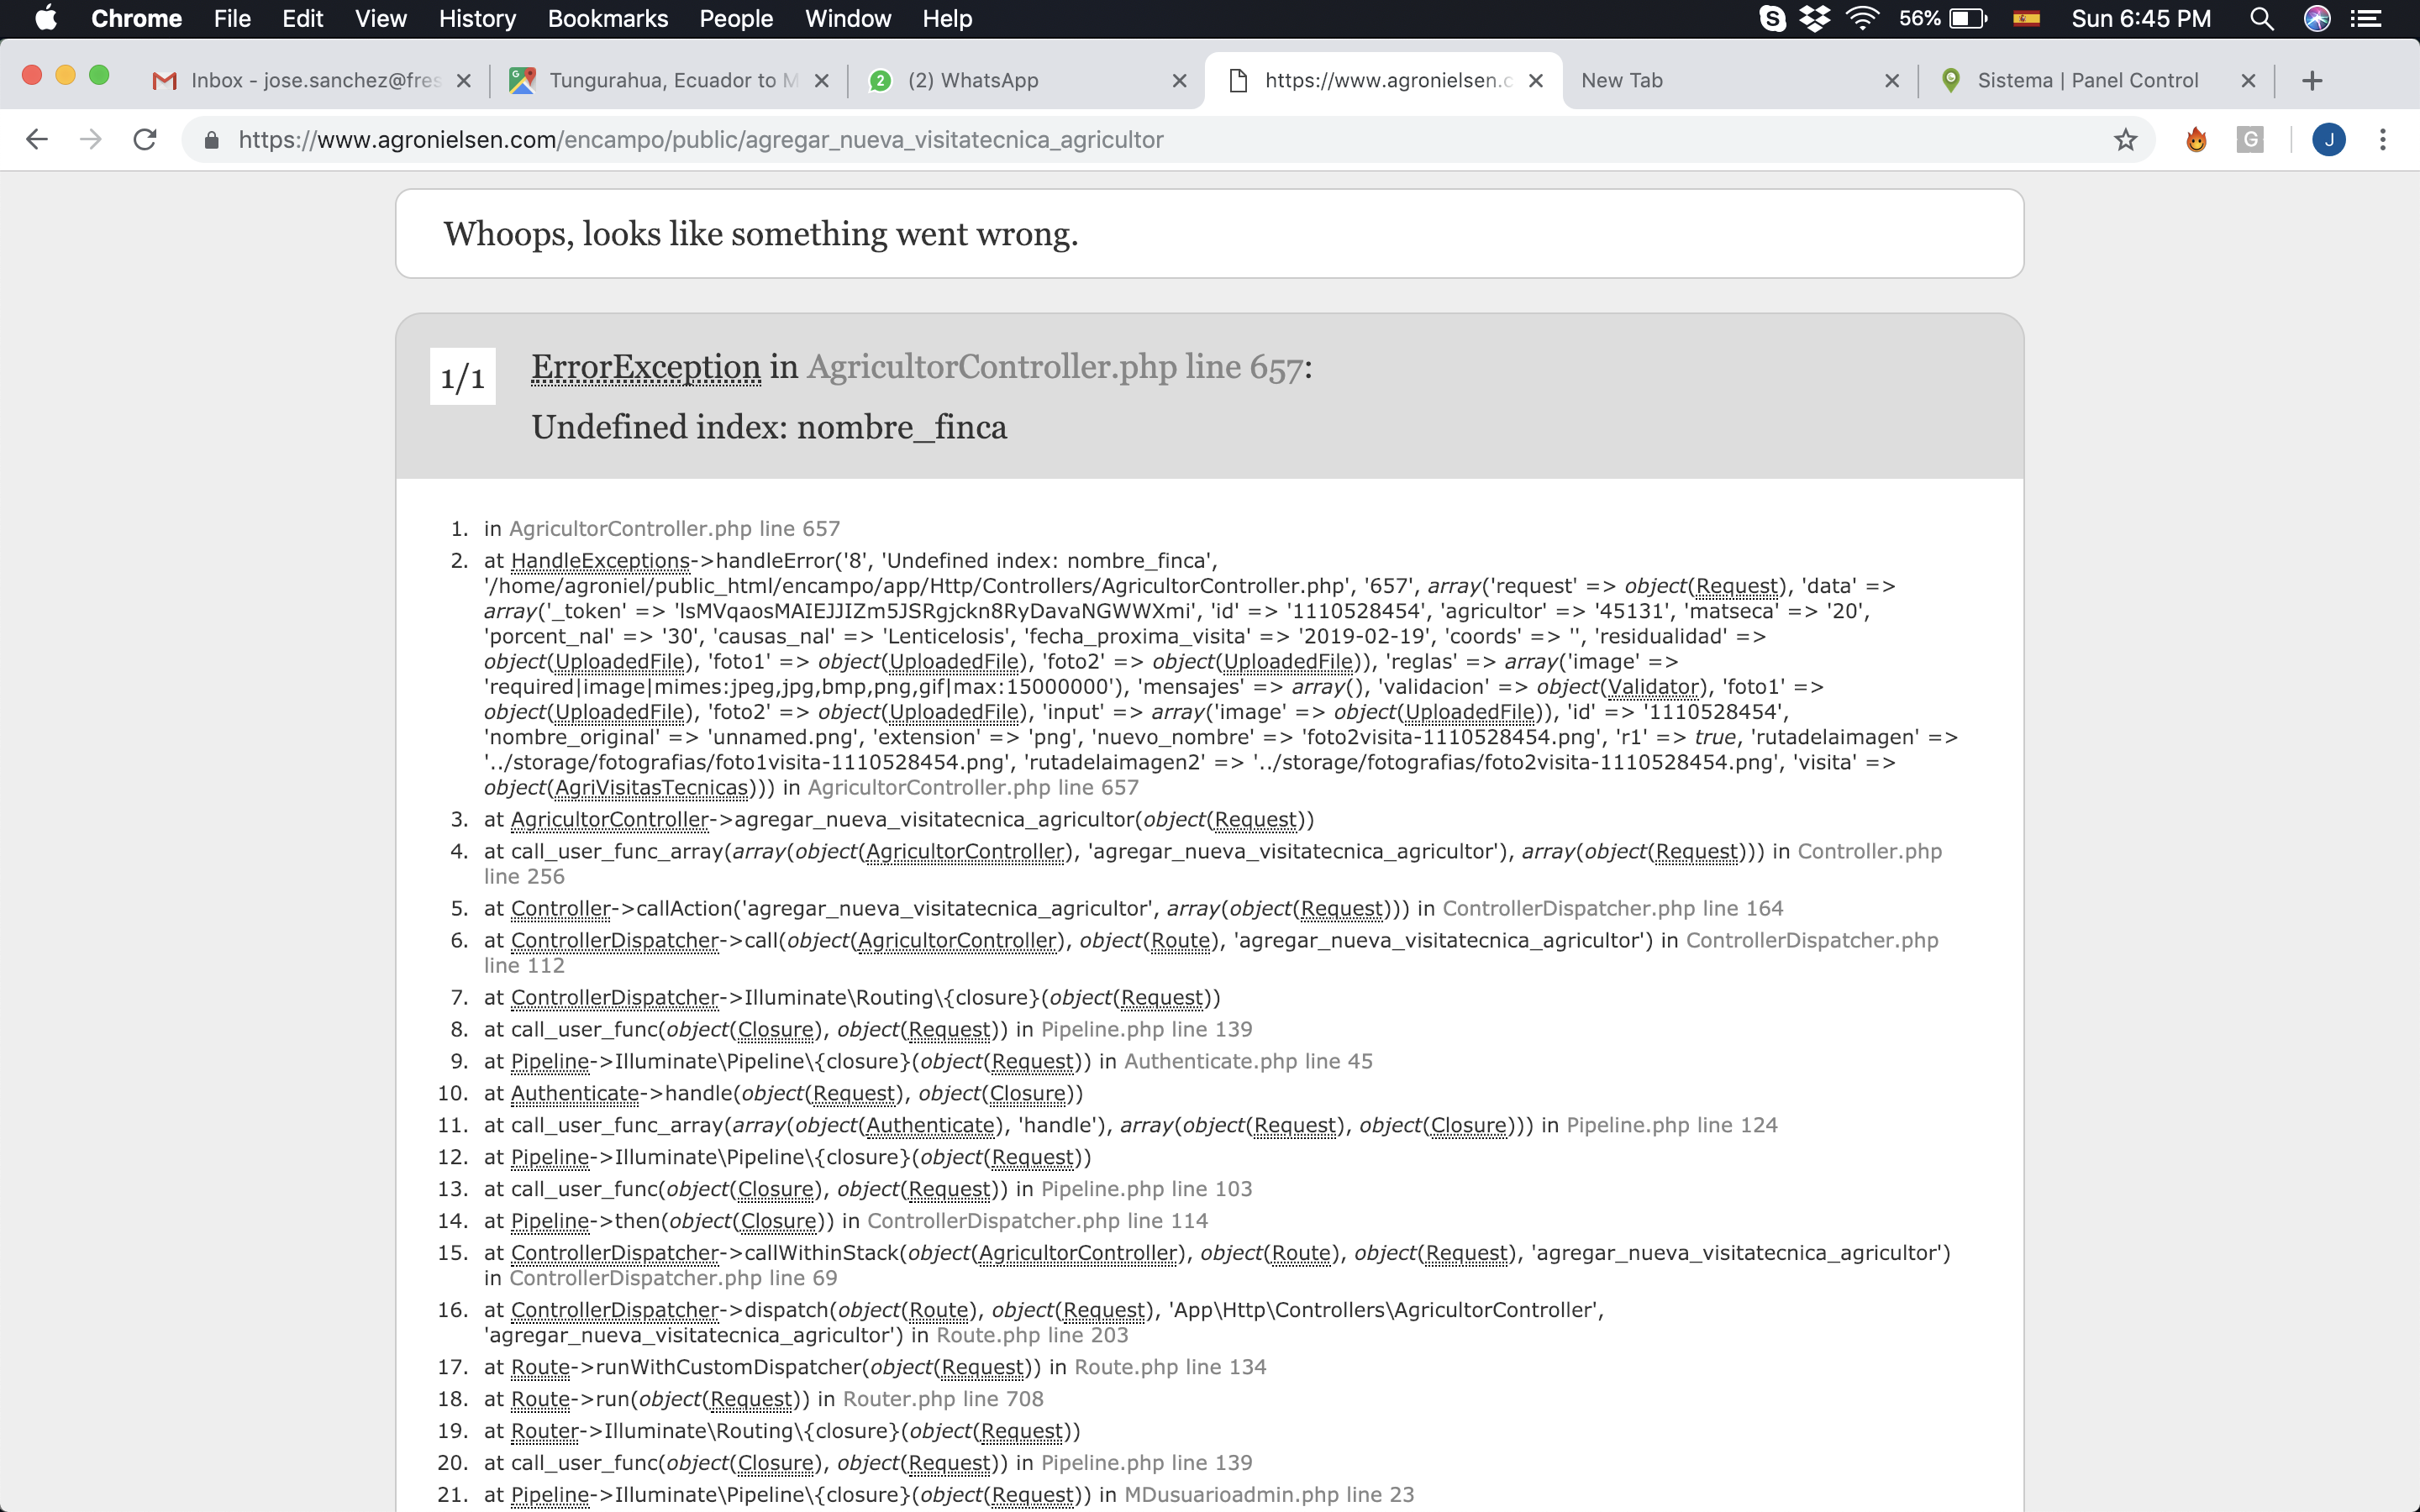 Chrome File Edit View History Bookmarks People Window Help 56% Sun 6:45 PM
Inbox - jose.sanchez@fres Tungurahua, Ecuador to M 2 (2) WhatsApp https://www.agronielsen.c New Tab Sistema | Panel Control
https://www.agronielsen.com/encampo/public/agregar_nueva_visitatecnica_agricultor G J
Whoops, looks like something went wrong.
1/1 ErrorException in AgricultorController.php line 657:
Undefined index: nombre_finca
1. in AgricultorController.php line 657
2. at HandleExceptions->handleError('8', 'Undefined index: nombre_finca',
'/home/agroniel/public_html/encampo/app/Http/Controllers/AgricultorController.php', '657', array('request' => object(Request), 'data' =>
array('_token' => 'lsMVqaosMAIEJJIZm5JSRgjckn8RyDavaNGWWXmi', 'id' => '1110528454', 'agricultor' => '45131', 'matseca' => '20',
'porcent_nal' => '30', 'causas_nal' => 'Lenticelosis', 'fecha_proxima_visita' => '2019-02-19', 'coords' => '', 'residualidad' =>
object(UploadedFile), 'foto1' => object(UploadedFile), 'foto2' => object(UploadedFile)), 'reglas' => array('image' =>
'required|image|mimes:jpeg,jpg,bmp,png,gif|max:15000000'), 'mensajes' => array(), 'validacion' => object(Validator), 'foto1' =>
object(UploadedFile), 'foto2' => object(UploadedFile), 'input' => array('image' => object(UploadedFile)), 'id' => '1110528454',
'nombre_original' => 'unnamed.png', 'extension' => 'png', 'nuevo_nombre' => 'foto2visita-1110528454.png', 'r1' => true, 'rutadelaimagen' =>
'../storage/fotografias/foto1visita-1110528454.png', 'rutadelaimagen2' => '../storage/fotografias/foto2visita-1110528454.png', 'visita' =>
object(AgriVisitasTecnicas))) in AgricultorController.php line 657
3. at AgricultorController->agregar_nueva_visitatecnica_agricultor(object(Request))
4. at call_user_func_array(array(object(AgricultorController), 'agregar_nueva_visitatecnica_agricultor'), array(object(Request))) in Controller.php
line 256
5. at Controller->callAction('agregar_nueva_visitatecnica_agricultor', array(object(Request))) in ControllerDispatcher.php line 164
6. at ControllerDispatcher->call(object(AgricultorController), object(Route), 'agregar_nueva_visitatecnica_agricultor') in ControllerDispatcher.php
line 112
7. at ControllerDispatcher->Illuminate\Routing\{closure}(object(Request))
8. at call_user_func(object(Closure), object(Request)) in Pipeline.php line 139
9. at Pipeline->Illuminate\Pipeline\{closure}(object(Request)) in Authenticate.php line 45
10. at Authenticate->handle(object(Request), object(Closure))
11. at call_user_func_array(array(object(Authenticate), 'handle'), array(object(Request), object(Closure))) in Pipeline.php line 124
12. at Pipeline->Illuminate\Pipeline\{closure}(object(Request))
13. at call_user_func(object(Closure), object(Request)) in Pipeline.php line 103
14. at Pipeline->then(object(Closure)) in ControllerDispatcher.php line 114
15. at ControllerDispatcher->callWithinStack(object(AgricultorController), object(Route), object(Request), 'agregar_nueva_visitatecnica_agricultor')
in ControllerDispatcher.php line 69
16. at ControllerDispatcher->dispatch(object(Route), object(Request), 'App\Http\Controllers\AgricultorController',
'agregar_nueva_visitatecnica_agricultor') in Route.php line 203
17. at Route->runWithCustomDispatcher(object(Request)) in Route.php line 134
18. at Route->run(object(Request)) in Router.php line 708
19. at Router->Illuminate\Routing\{closure}(object(Request))
20. at call_user_func(object(Closure), object(Request)) in Pipeline.php line 139
21. at Pipeline->Illuminate\Pipeline\{closure}(object(Request)) in MDusuarioadmin.php line 23